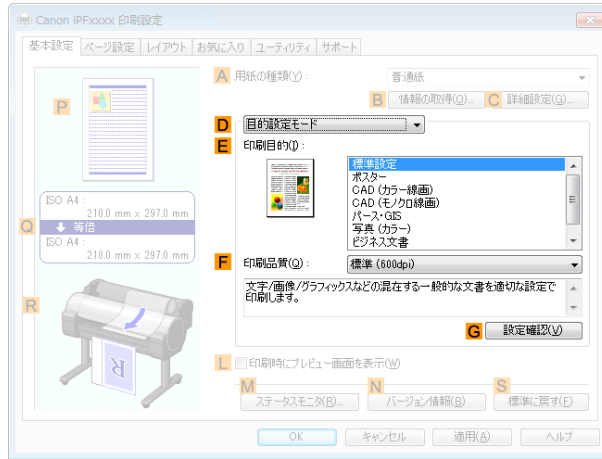 Canon iPFxxxx 印刷設定
基本設定 ページ設定 レイアウト お気に入り ユーティリティ サポート
A 用紙の種類(Y): 普通紙
B 情報の取得(O)... C 詳細設定(G)...
P
D 目的設定モード
E 印刷目的(I):
標準設定
ポスター
CAD (カラー線画)
CAD (モノクロ線画)
パース・GIS
写真 (カラー)
ビジネス文書
ISO A4 :
210.0 mm x 297.0 mm
Q 等倍
ISO A4 :
210.0 mm x 297.0 mm
F 印刷品質(Q): 標準 (600dpi)
文字/画像/グラフィックスなどの混在する一般的な文書を適切な設定で
印刷します。
R
G 設定確認(V)
L 印刷時にプレビュー画面を表示(W)
M N S
ステータスモニタ(R)... バージョン情報(B) 標準に戻す(F)
OK キャンセル 適用(A) ヘルプ